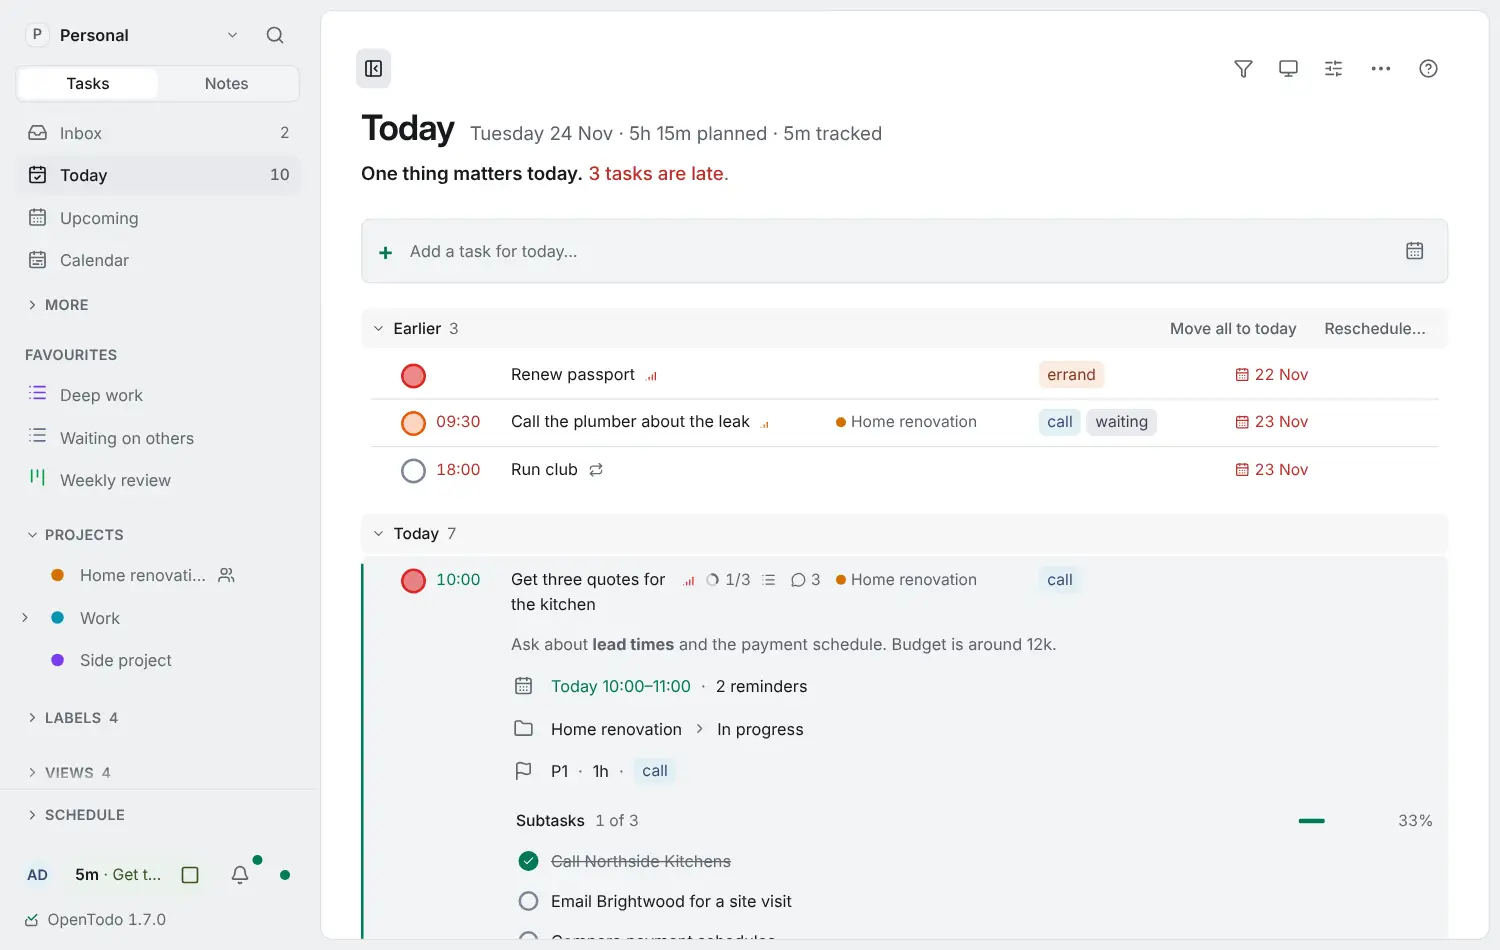 P Personal
Tasks Notes
Inbox 2
Today 10
Upcoming
Calendar
MORE
FAVOURITES
Deep work
Waiting on others
Weekly review
PROJECTS
Home renovati...
Work
Side project
LABELS 4
VIEWS 4
SCHEDULE
AD 5m · Get t...
OpenTodo 1.7.0
Today Tuesday 24 Nov · 5h 15m planned · 5m tracked
One thing matters today. 3 tasks are late.
Add a task for today...
Earlier 3 Move all to today Reschedule...
Renew passport errand 22 Nov
09:30 Call the plumber about the leak Home renovation call waiting 23 Nov
18:00 Run club 23 Nov
Today 7
10:00 Get three quotes for 1/3 3 Home renovation call
the kitchen
Ask about lead times and the payment schedule. Budget is around 12k.
Today 10:00–11:00 · 2 reminders
Home renovation > In progress
P1 · 1h · call
Subtasks 1 of 3 33%
Call Northside Kitchens
Email Brightwood for a site visit
Compare payment schedules